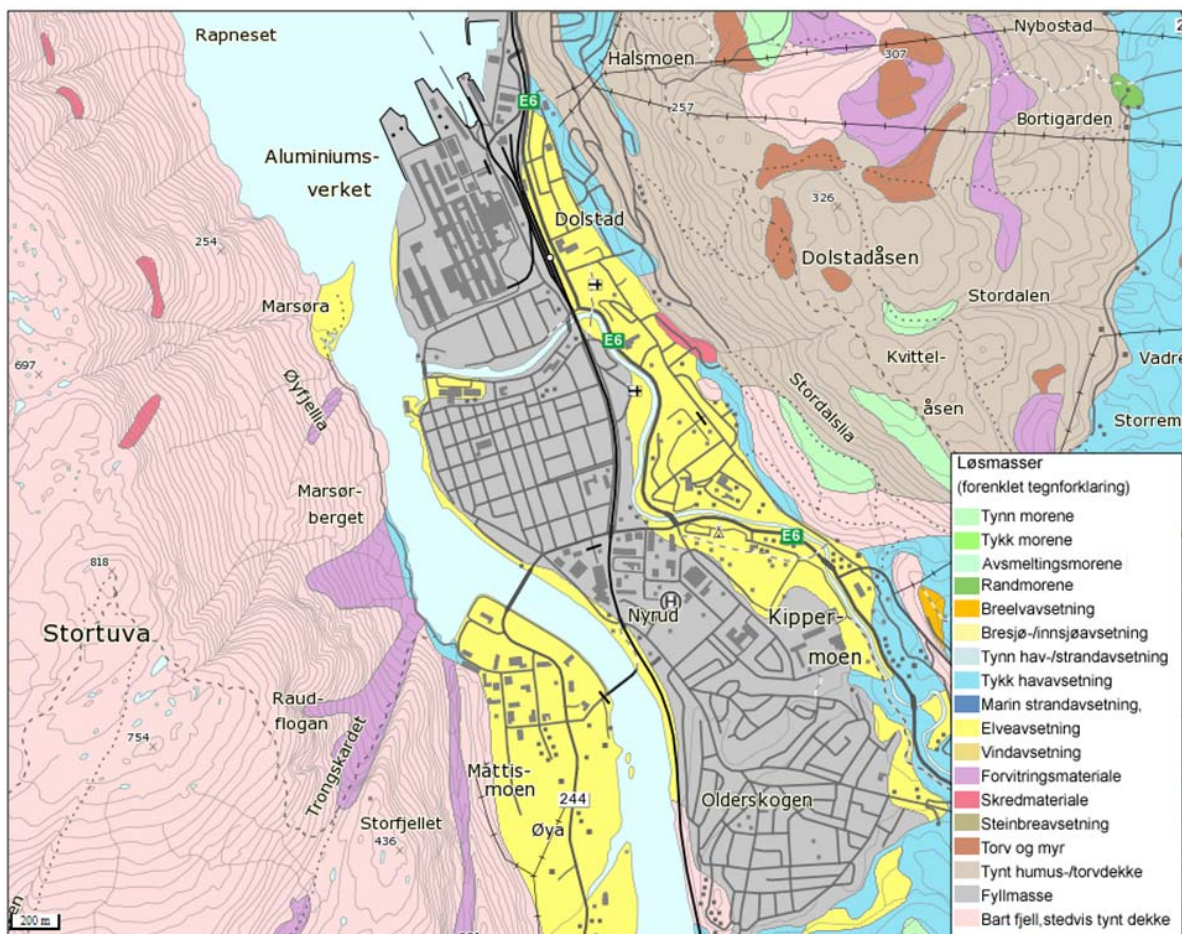 Rapneset
Halsmoen
307
Nybostad
2
E6
257
Bortigarden
Aluminiums-
verket
326
Dolstad
254
Dolstadåsen
Marsøra
Stordalen
E6
697
Kvittel-
Vadre
Øyfjellia
Stordalslia
åsen
Storrem
Marsør-
berget
E6
818
Stortuva
Nyrud
Kipper-
moen
Raud-
flogan
754
Trongskardet
Måttis-
moen
244
Olderskogen
Storfjellet
436
Øya
en
200 m
Løsmasser
(forenklet tegnforklaring)
Tynn morene
Tykk morene
Avsmeltingsmorene
Randmorene
Breelvavsetning
Bresjø-/innsjøavsetning
Tynn hav-/strandavsetning
Tykk havavsetning
Marin strandavsetning,
Elveavsetning
Vindavsetning
Forvitringsmateriale
Skredmateriale
Steinbreavsetning
Torv og myr
Tynt humus-/torvdekke
Fyllmasse
Bart fjell,stedvis tynt dekke